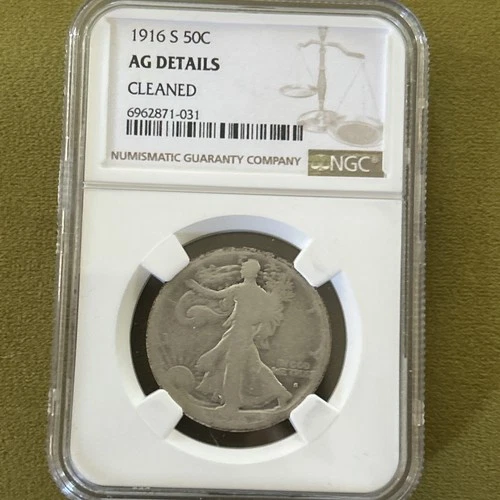 1916 S 50C
AG DETAILS
CLEANED
6962871-031
NUMISMATIC GUARANTY COMPANY NGC